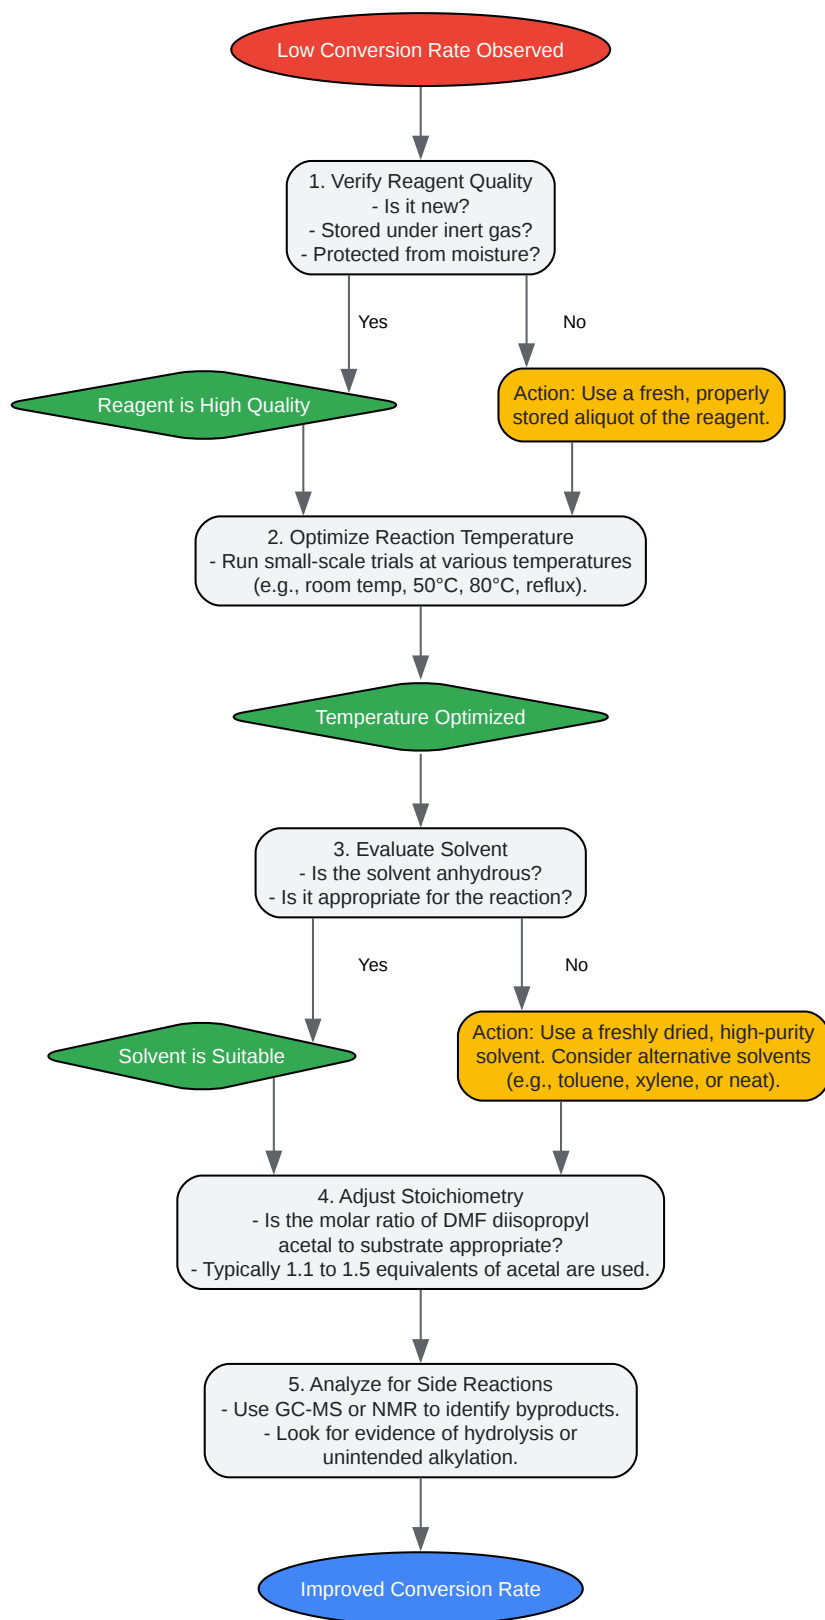 Low Conversion Rate Observed
1. Verify Reagent Quality
- Is it new?
- Stored under inert gas?
- Protected from moisture?
Yes
No
Reagent is High Quality
Action: Use a fresh, properly
stored aliquot of the reagent.
2. Optimize Reaction Temperature
- Run small-scale trials at various temperatures
(e.g., room temp, 50°C, 80°C, reflux).
Temperature Optimized
3. Evaluate Solvent
- Is the solvent anhydrous?
- Is it appropriate for the reaction?
Yes
No
Solvent is Suitable
Action: Use a freshly dried, high-purity
solvent. Consider alternative solvents
(e.g., toluene, xylene, or neat).
4. Adjust Stoichiometry
- Is the molar ratio of DMF diisopropyl
acetal to substrate appropriate?
- Typically 1.1 to 1.5 equivalents of acetal are used.
5. Analyze for Side Reactions
- Use GC-MS or NMR to identify byproducts.
- Look for evidence of hydrolysis or
unintended alkylation.
Improved Conversion Rate